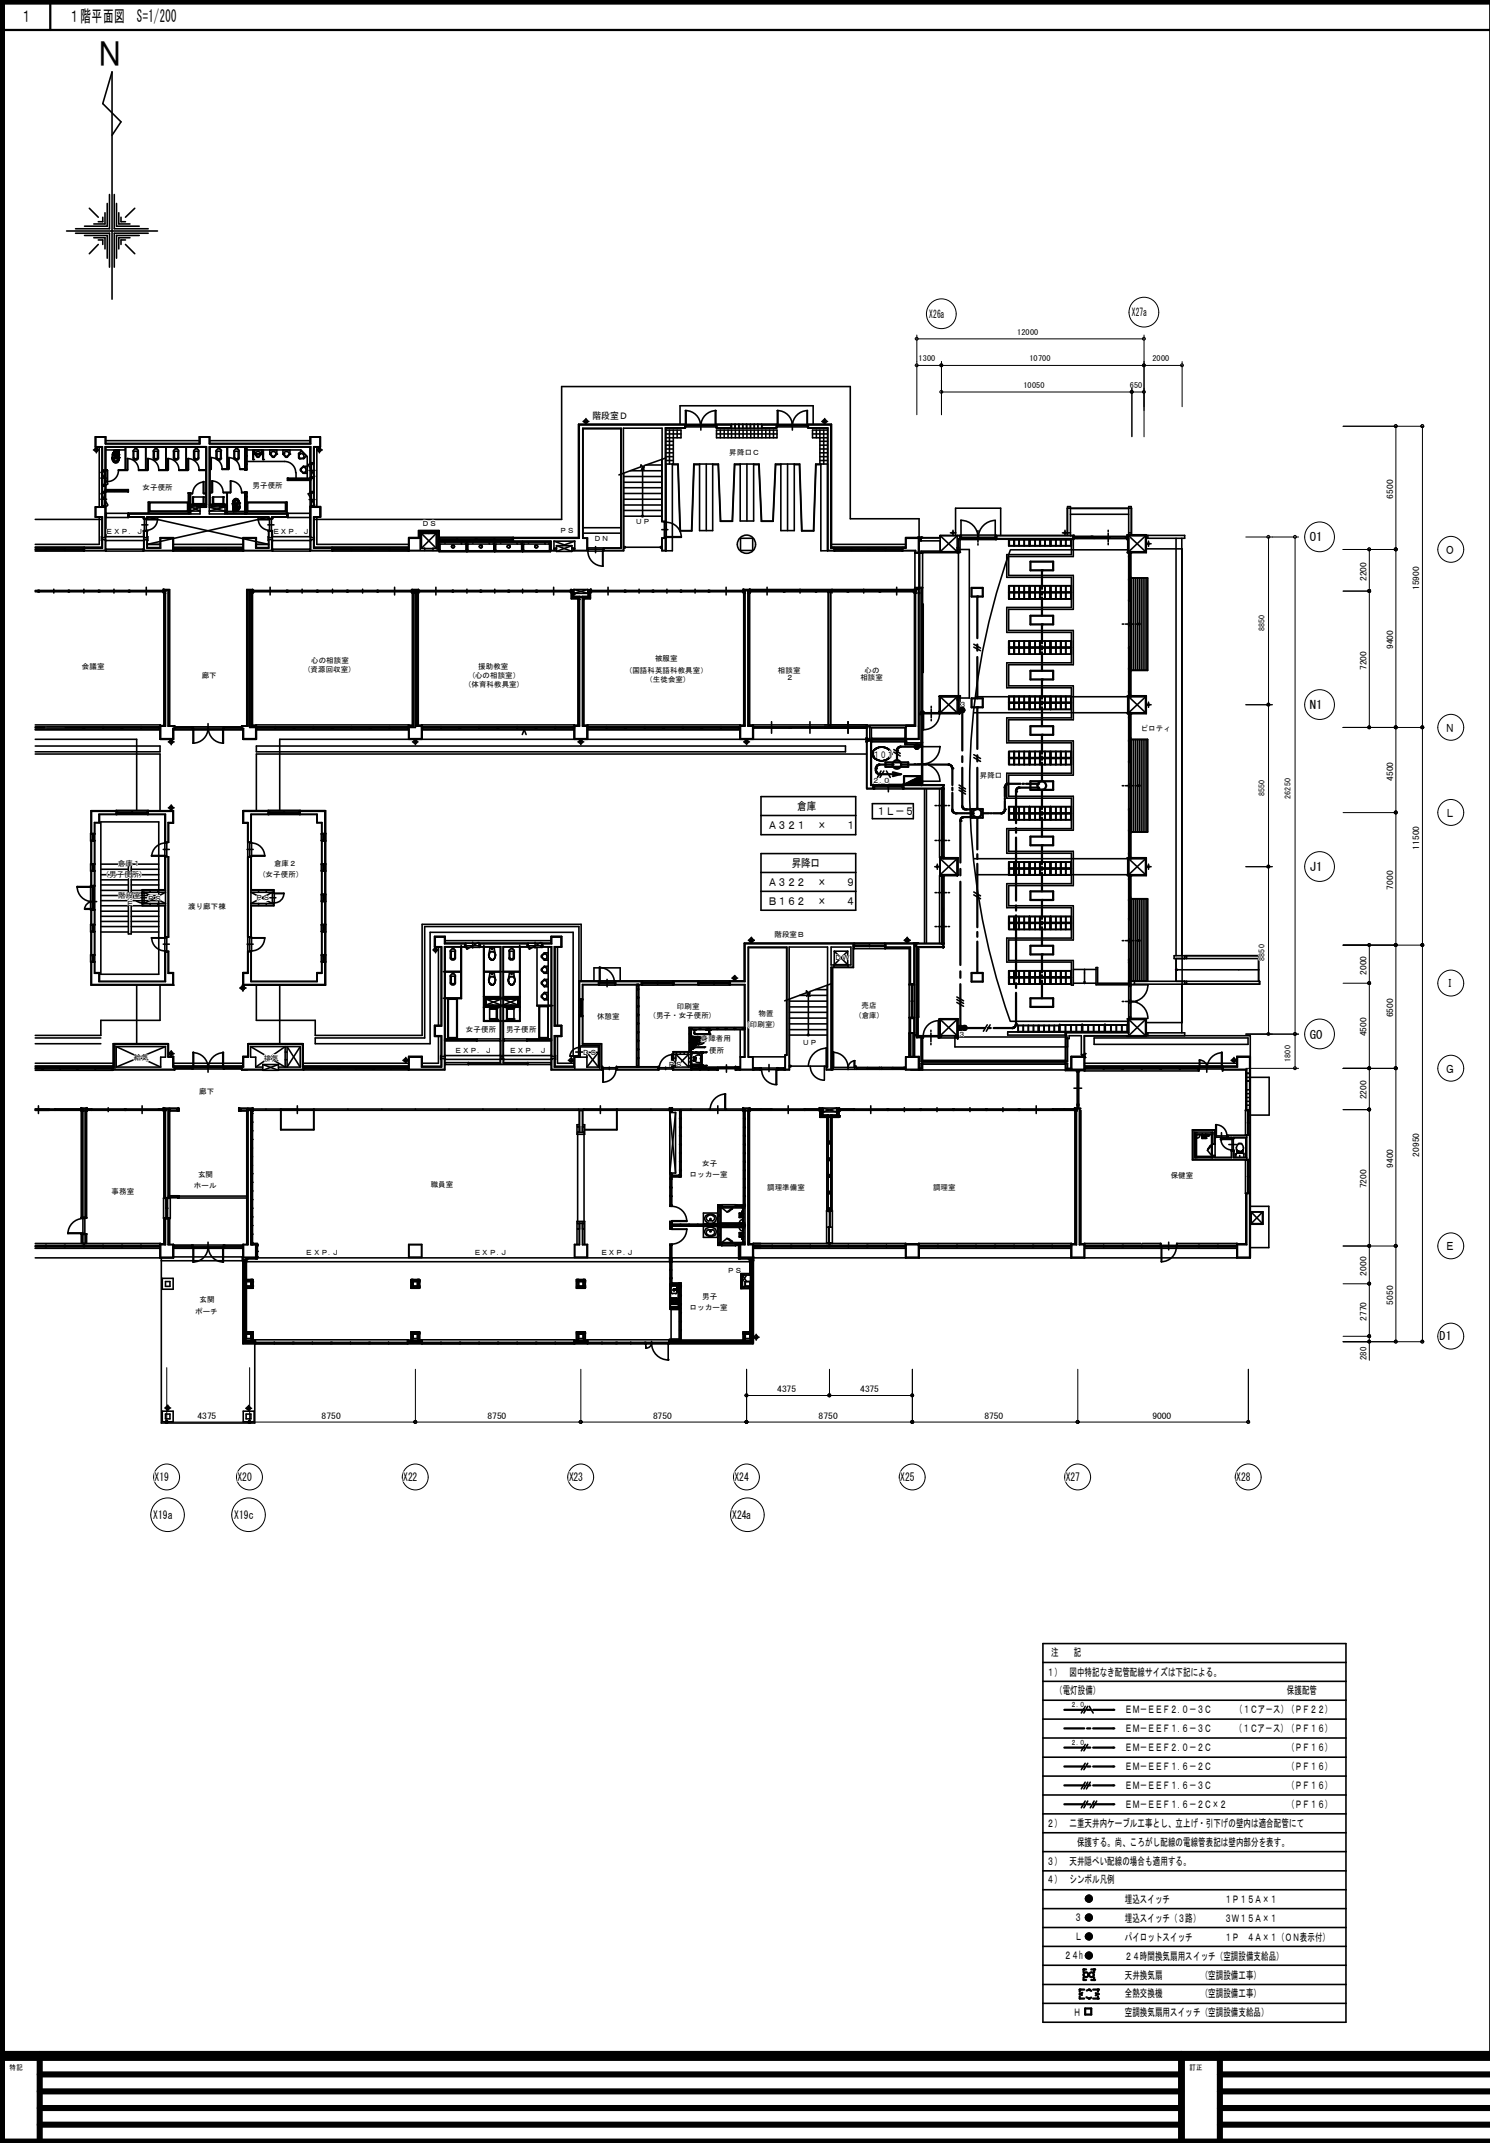 1
1階平面図 S=1/200
N
X26a
X27a
12000
1300
10700
2000
10050
650
階段室D
昇降口C
女子便所
男子便所
EXP.J
EXP.J
DS
PS
DN
UP
6500
O1
O
2200
15900
8850
9400
7200
会議室
廊下
心の相談室
(資源回収室)
援助教室
(心の相談室)
(体育科教具室)
被服室
(国語科英語科教具室)
(生徒会室)
相談室
2
心の
相談室
3
N1
N
ピロティ
昇降口
2.0
1L-5
倉庫
A321 × 1
昇降口
A322 × 9
B162 × 4
4500
8550
26250
L
11500
7000
J1
倉庫1
(男子便所)
倉庫2
(女子便所)
渡り廊下棟
階段室B
8850
2000
I
6500
4500
女子便所
男子便所
EXP.J
EXP.J
休憩室
印刷室
(男子・女子便所)
物置
(印刷室)
売店
(倉庫)
UP
3
G0
1800
G
2200
廊下
20950
9400
7200
事務室
玄関
ホール
職員室
女子
ロッカー室
調理準備室
調理室
保健室
EXP.J
EXP.J
EXP.J
PS
E
2000
5050
2770
玄関
ポーチ
男子
ロッカー室
D1
280
4375
4375
4375
8750
8750
8750
8750
8750
9000
X19
X20
X22
X23
X24
X25
X27
X28
X19a
X19c
X24a
注 記
1) 図中特記なき配管配線サイズは下記による。
(電灯設備) 保護配管
2.0 EM-EEF2.0-3C (1Cアース) (PF22)
EM-EEF1.6-3C (1Cアース) (PF16)
2.0 EM-EEF2.0-2C (PF16)
EM-EEF1.6-2C (PF16)
EM-EEF1.6-3C (PF16)
EM-EEF1.6-2C×2 (PF16)
2) 二重天井内ケーブル工事とし、立上げ・引下げの壁内は適合配管にて
保護する。尚、ころがし配線の電線管表記は壁内部分を表す。
3) 天井隠ぺい配線の場合も適用する。
4) シンボル凡例
● 埋込スイッチ 1P15A×1
3● 埋込スイッチ(3路) 3W15A×1
L● パイロットスイッチ 1P 4A×1(ON表示付)
24h● 24時間換気扇用スイッチ(空調設備支給品)
天井換気扇 (空調設備工事)
全熱交換機 (空調設備工事)
H 空調換気扇用スイッチ(空調設備支給品)
特記
訂正